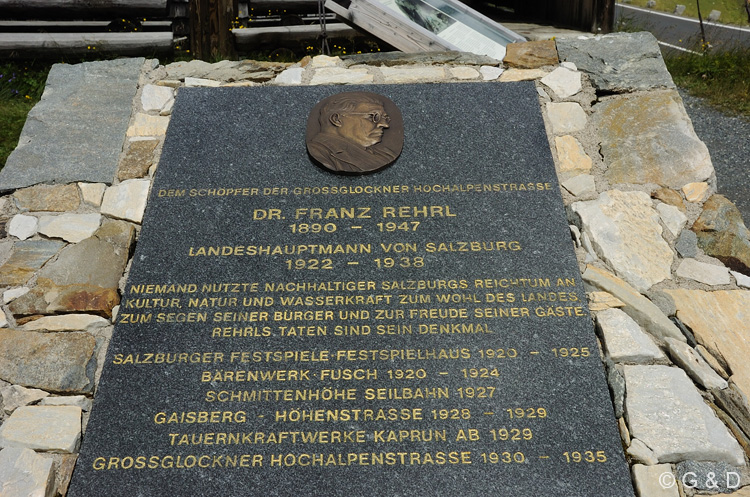 DEM SCHÖPFER DER GROSSGLOCKNER HOCHALPENSTRASSE
DR. FRANZ REHRL
1890 - 1947
LANDESHAUPTMANN VON SALZBURG
1922 - 1938
NIEMAND NUTZTE NACHHALTIGER SALZBURGS REICHTUM AN
KULTUR, NATUR UND WASSERKRAFT ZUM WOHL DES LANDES
ZUM SEGEN SEINER BÜRGER UND ZUR FREUDE SEINER GÄSTE
REHRLS TATEN SIND SEIN DENKMAL
SALZBURGER FESTSPIELE · FESTSPIELHAUS 1920 - 1925
BÄRENWERK · FUSCH 1920 - 1924
SCHMITTENHÖHE SEILBAHN 1927
GAISBERG - HÖHENSTRASSE 1928 - 1929
TAUERNKRAFTWERKE KAPRUN AB 1929
GROSSGLOCKNER HOCHALPENSTRASSE 1930 - 1935
© G & D